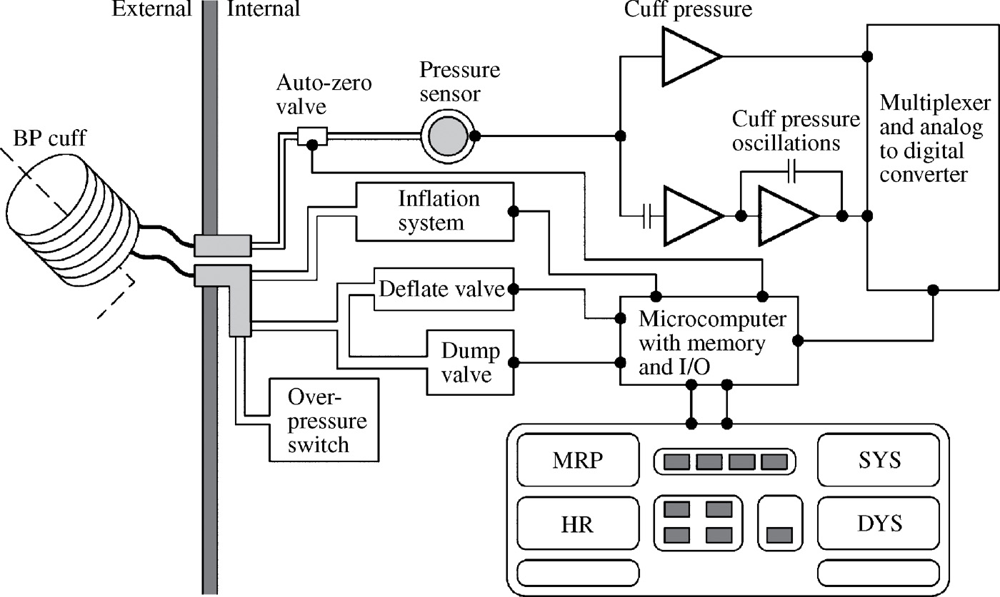 External
Internal
Cuff pressure
Auto-zero
valve
Pressure
sensor
Multiplexer
and analog
to digital
converter
Cuff pressure
oscillations
BP cuff
Inflation
system
Deflate valve
Microcomputer
with memory
and I/O
Dump
valve
Over-
pressure
switch
MRP
SYS
HR
DYS